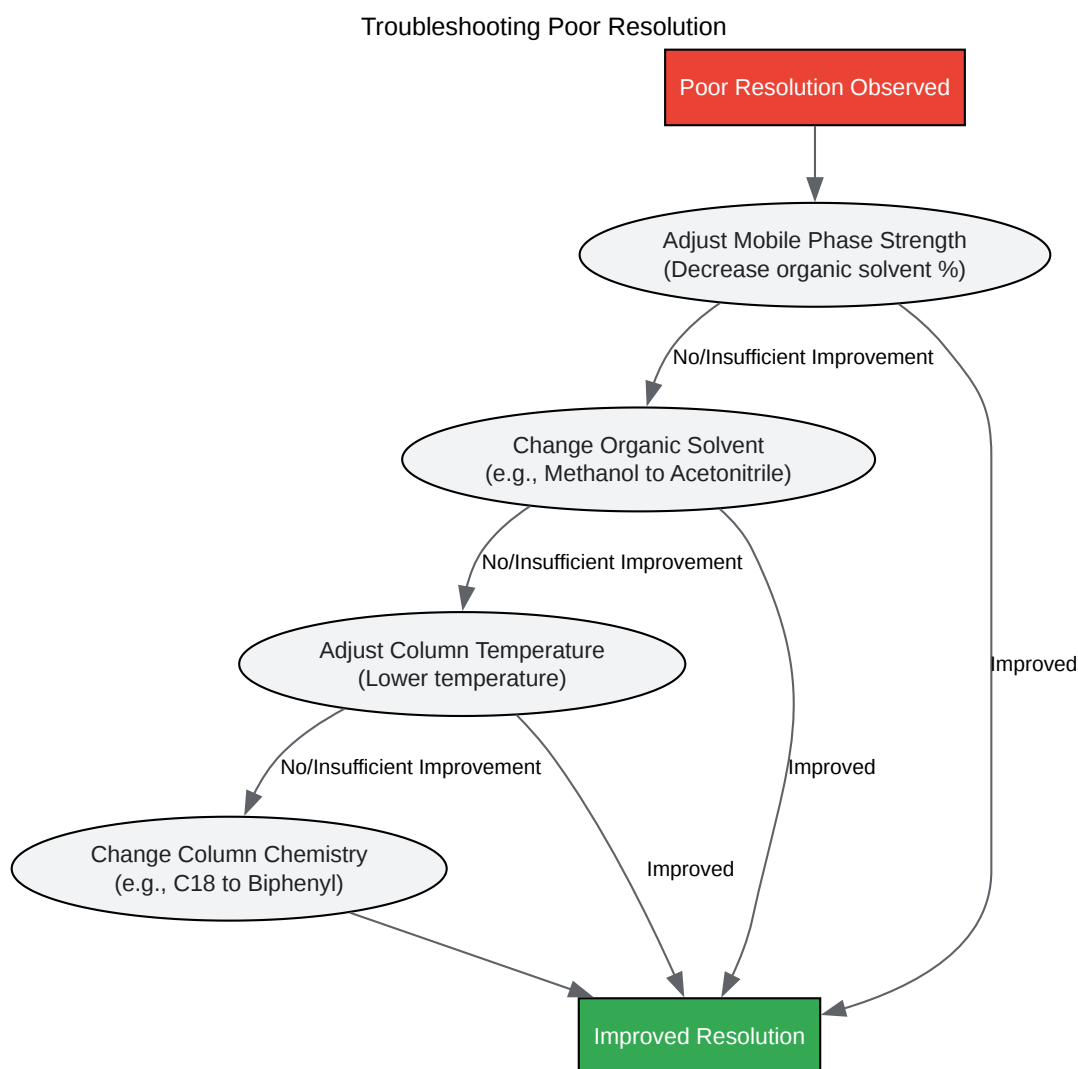 Troubleshooting Poor Resolution
Poor Resolution Observed
Adjust Mobile Phase Strength
(Decrease organic solvent %)
No/Insufficient Improvement
Change Organic Solvent
(e.g., Methanol to Acetonitrile)
No/Insufficient Improvement
Adjust Column Temperature
(Lower temperature)
Improved
No/Insufficient Improvement
Improved
Change Column Chemistry
(e.g., C18 to Biphenyl)
Improved
Improved Resolution